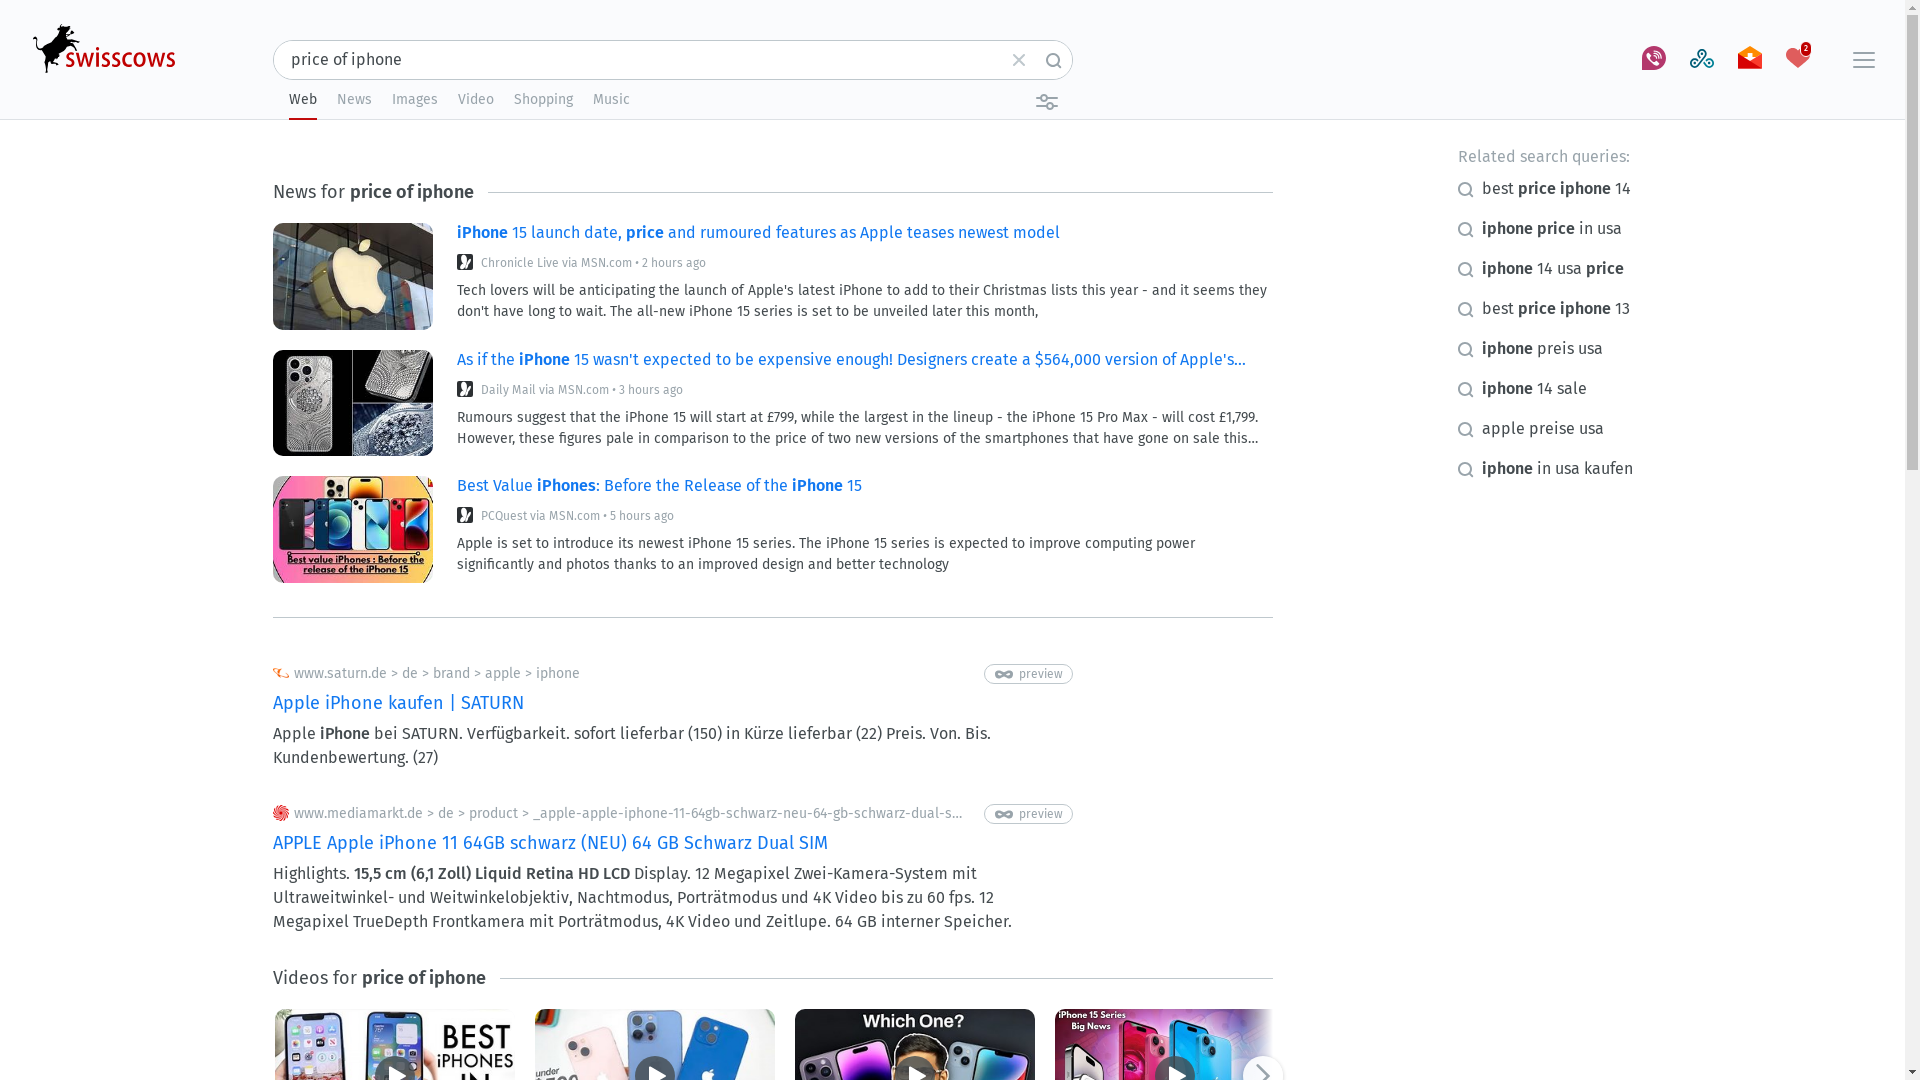 swisscows
price of iphone
2
Web News Images Video Shopping Music
Related search queries:
best price iphone 14
iphone price in usa
iphone 14 usa price
best price iphone 13
iphone preis usa
iphone 14 sale
apple preise usa
iphone in usa kaufen
News for price of iphone
iPhone 15 launch date, price and rumoured features as Apple teases newest model
Chronicle Live via MSN.com • 2 hours ago
Tech lovers will be anticipating the launch of Apple's latest iPhone to add to their Christmas lists this year - and it seems they
don't have long to wait. The all-new iPhone 15 series is set to be unveiled later this month,
As if the iPhone 15 wasn't expected to be expensive enough! Designers create a $564,000 version of Apple's...
Daily Mail via MSN.com • 3 hours ago
Rumours suggest that the iPhone 15 will start at £799, while the largest in the lineup - the iPhone 15 Pro Max - will cost £1,799.
However, these figures pale in comparison to the price of two new versions of the smartphones that have gone on sale this...
Best value iPhones : Before the
release of the iPhone 15
Best Value iPhones: Before the Release of the iPhone 15
PCQuest via MSN.com • 5 hours ago
Apple is set to introduce its newest iPhone 15 series. The iPhone 15 series is expected to improve computing power
significantly and photos thanks to an improved design and better technology
www.saturn.de > de > brand > apple > iphone
preview
Apple iPhone kaufen | SATURN
Apple iPhone bei SATURN. Verfügbarkeit. sofort lieferbar (150) in Kürze lieferbar (22) Preis. Von. Bis.
Kundenbewertung. (27)
www.mediamarkt.de > de > product > _apple-apple-iphone-11-64gb-schwarz-neu-64-gb-schwarz-dual-s...
preview
APPLE Apple iPhone 11 64GB schwarz (NEU) 64 GB Schwarz Dual SIM
Highlights. 15,5 cm (6,1 Zoll) Liquid Retina HD LCD Display. 12 Megapixel Zwei-Kamera-System mit
Ultraweitwinkel- und Weitwinkelobjektiv, Nachtmodus, Porträtmodus und 4K Video bis zu 60 fps. 12
Megapixel TrueDepth Frontkamera mit Porträtmodus, 4K Video und Zeitlupe. 64 GB interner Speicher.
Videos for price of iphone
BEST
iPHONES
under
Which One?
iPhone 15 Series
Big News